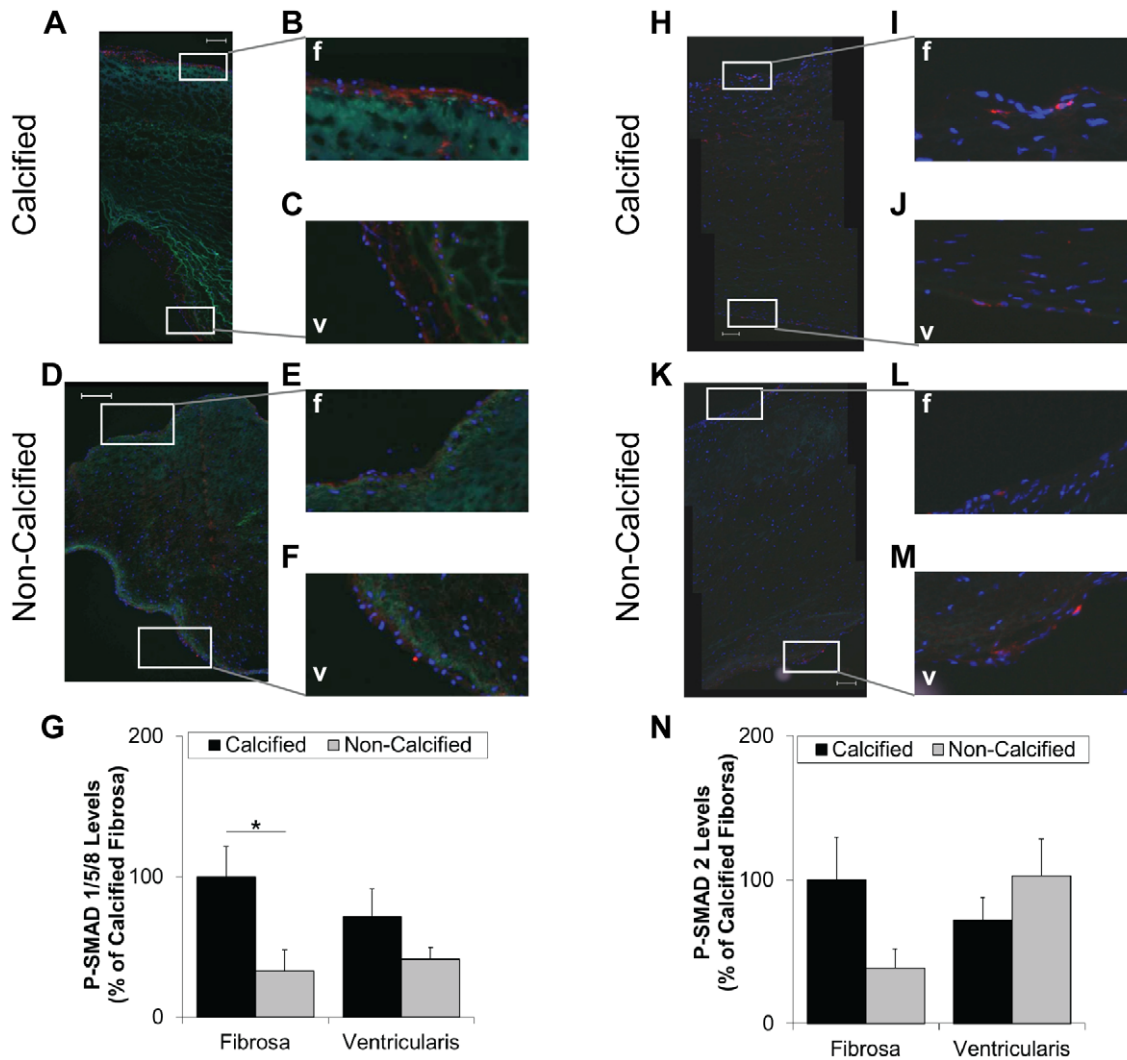 A
B
f
Calcified
C
v
D
E
f
Non-Calcified
F
v
G
200
Calcified
Non-Calcified
P-SMAD 1/5/8 Levels
(% of Calcified Fibrosa)
*
100
0
Fibrosa
Ventricularis
H
I
f
Calcified
J
v
K
L
f
Non-Calcified
M
v
N
200
Calcified
Non-Calcified
P-SMAD 2 Levels
(% of Calcified Fiborsa)
100
0
Fibrosa
Ventricularis